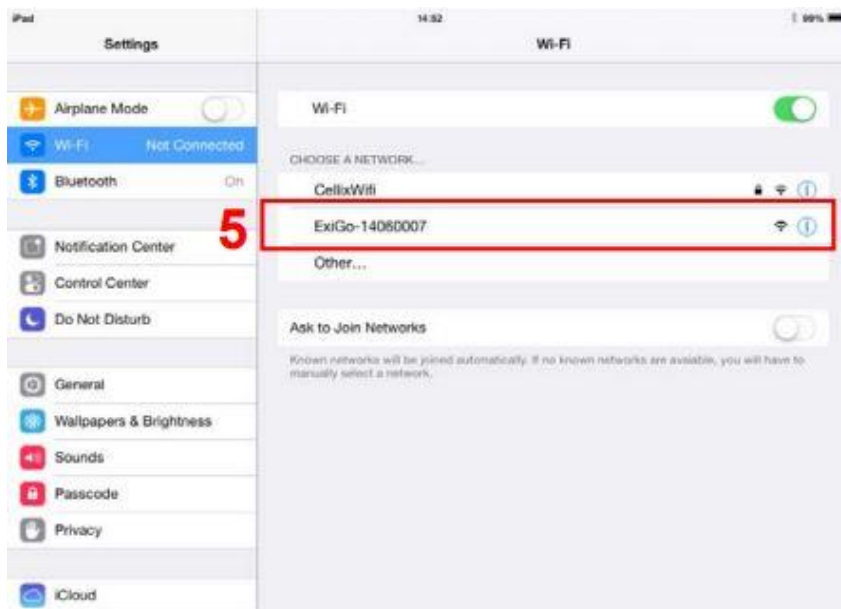 iPad 14:52 99%
Settings
Wi-Fi
Airplane Mode
Wi-Fi Not Connected
Bluetooth On
Notification Center
Control Center
Do Not Disturb
General
Wallpapers & Brightness
Sounds
Passcode
Privacy
iCloud
Wi-Fi
CHOOSE A NETWORK...
CellixWifi
5
ExiGo-14060007
Other...
Ask to Join Networks
Known networks will be joined automatically. If no known networks are available, you will have to
manually select a network.